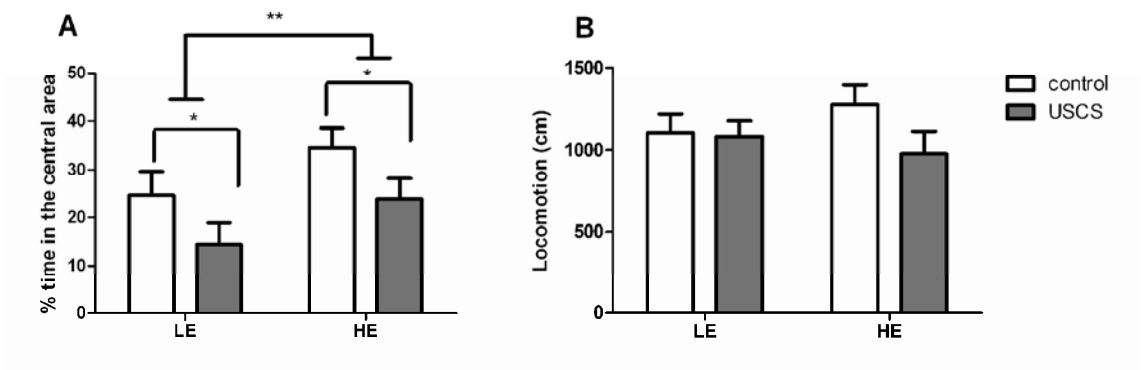 A
**
% time in the central area
50
40
30
20
10
0
*
*
LE
HE
B
Locomotion (cm)
1500
1000
500
0
LE
HE
control
USCS